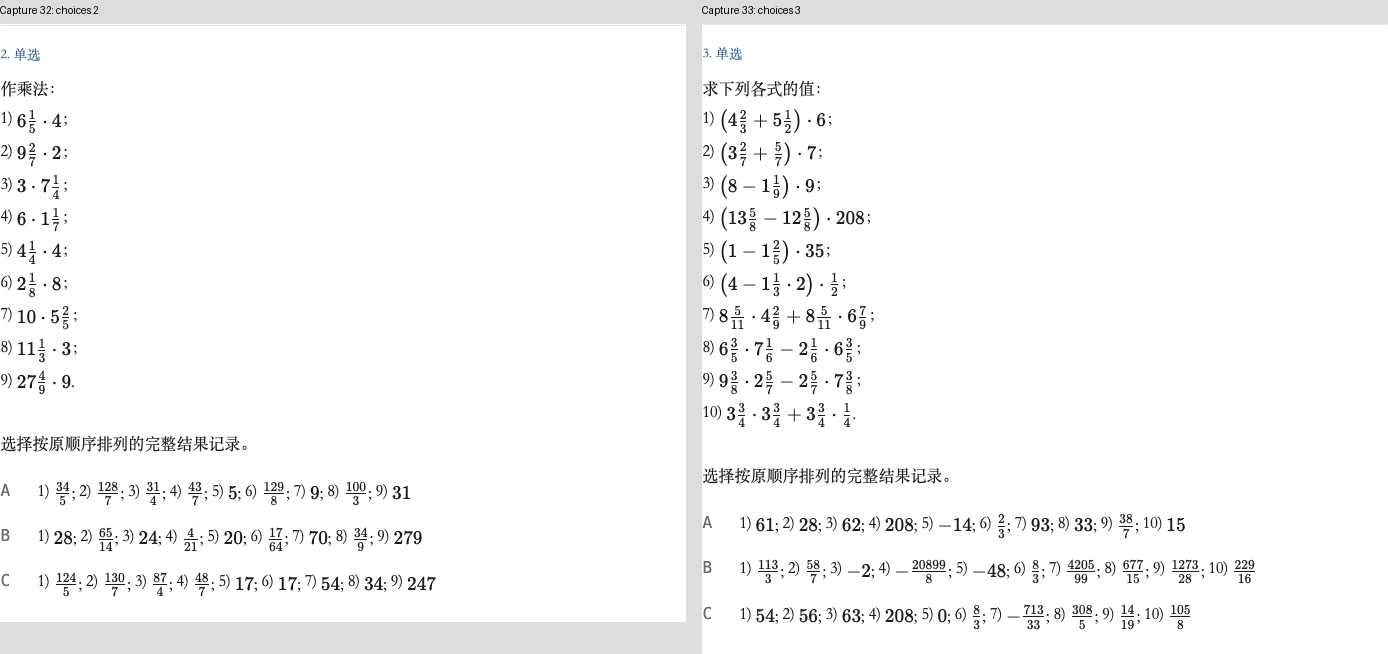 Capture 32: choices 2
2. 单选
作乘法:
1) 6 1/5 · 4;
2) 9 2/7 · 2;
3) 3 · 7 1/4;
4) 6 · 1 1/7;
5) 4 1/4 · 4;
6) 2 1/8 · 8;
7) 10 · 5 2/5;
8) 11 1/3 · 3;
9) 27 4/9 · 9.
选择按原顺序排列的完整结果记录。
A 1) 34/5; 2) 128/7; 3) 31/4; 4) 43/7; 5) 5; 6) 129/8; 7) 9; 8) 100/3; 9) 31
B 1) 28; 2) 65/14; 3) 24; 4) 4/21; 5) 20; 6) 17/64; 7) 70; 8) 34/9; 9) 279
C 1) 124/5; 2) 130/7; 3) 87/4; 4) 48/7; 5) 17; 6) 17; 7) 54; 8) 34; 9) 247
Capture 33: choices 3
3. 单选
求下列各式的值:
1) (4 2/3 + 5 1/2) · 6;
2) (3 2/7 + 5/7) · 7;
3) (8 − 1 1/9) · 9;
4) (13 5/8 − 12 5/8) · 208;
5) (1 − 1 2/5) · 35;
6) (4 − 1 1/3 · 2) · 1/2;
7) 8 5/11 · 4 2/9 + 8 5/11 · 6 7/9;
8) 6 3/5 · 7 1/6 − 2 1/6 · 6 3/5;
9) 9 3/8 · 2 5/7 − 2 5/7 · 7 3/8;
10) 3 3/4 · 3 3/4 + 3 3/4 · 1/4.
选择按原顺序排列的完整结果记录。
A 1) 61; 2) 28; 3) 62; 4) 208; 5) −14; 6) 2/3; 7) 93; 8) 33; 9) 38/7; 10) 15
B 1) 113/3; 2) 58/7; 3) −2; 4) −20899/8; 5) −48; 6) 8/3; 7) 4205/99; 8) 677/15; 9) 1273/28; 10) 229/16
C 1) 54; 2) 56; 3) 63; 4) 208; 5) 0; 6) 8/3; 7) −713/33; 8) 308/5; 9) 14/19; 10) 105/8